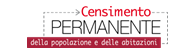 Censimento
PERMANENTE
della popolazione e delle abitazioni